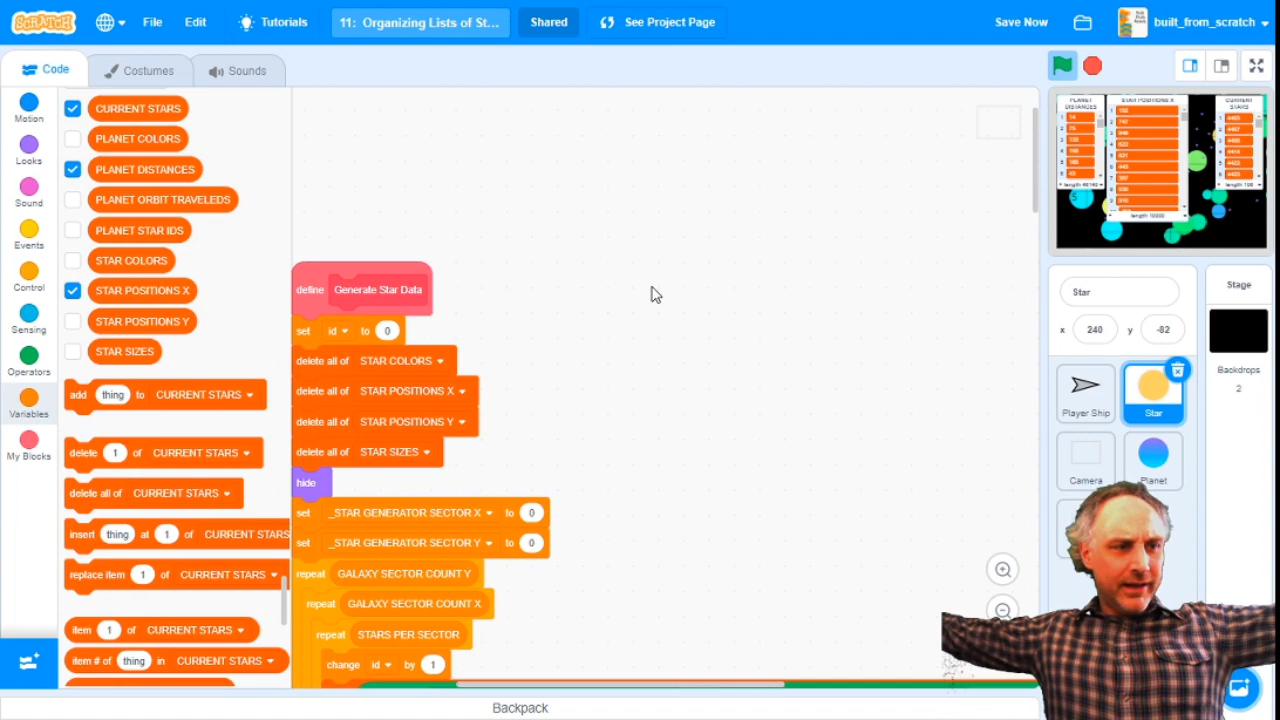 SCRATCH
File
Edit
Tutorials
11: Organizing Lists of St...
Shared
See Project Page
Save Now
built_from_scratch
Code
Costumes
Sounds
Motion
Looks
Sound
Events
Control
Sensing
Operators
Variables
My Blocks
CURRENT STARS
PLANET COLORS
PLANET DISTANCES
PLANET ORBIT TRAVELEDS
PLANET STAR IDS
STAR COLORS
STAR POSITIONS X
STAR POSITIONS Y
STAR SIZES
add thing to CURRENT STARS
delete 1 of CURRENT STARS
delete all of CURRENT STARS
insert thing at 1 of CURRENT STARS
replace item 1 of CURRENT STARS
item 1 of CURRENT STARS
item # of thing in CURRENT STARS
define Generate Star Data
set id to 0
delete all of STAR COLORS
delete all of STAR POSITIONS X
delete all of STAR POSITIONS Y
delete all of STAR SIZES
hide
set _STAR GENERATOR SECTOR X to 0
set _STAR GENERATOR SECTOR Y to 0
repeat GALAXY SECTOR COUNT Y
repeat GALAXY SECTOR COUNT X
repeat STARS PER SECTOR
change id by 1
PLANET
DISTANCES
STAR POSITIONS X
CURRENT
STARS
length 10000
Star
x 240 y -82
Player Ship
Star
Camera
Planet
Stage
Backdrops
2
Backpack